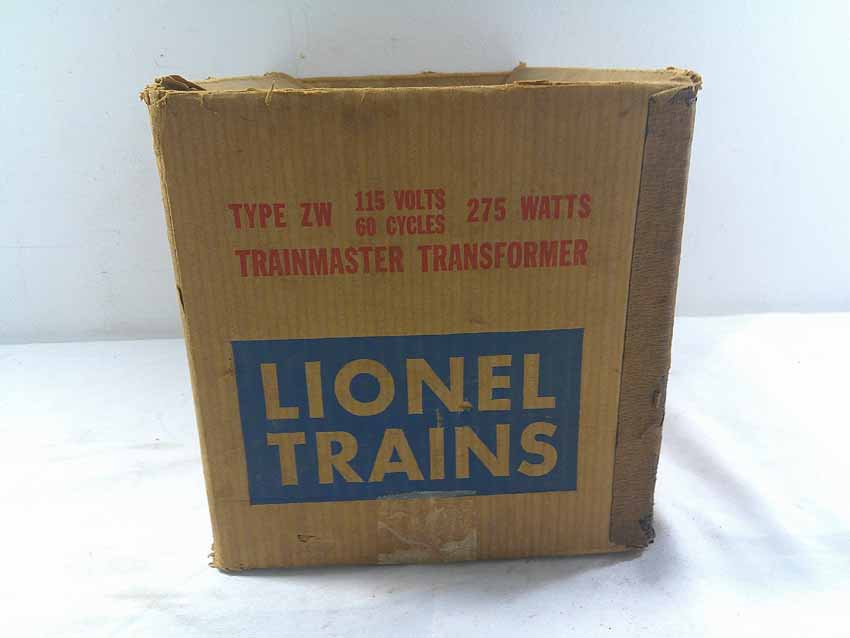 TYPE ZW 115 VOLTS 275 WATTS
60 CYCLES
TRAINMASTER TRANSFORMER
LIONEL
TRAINS